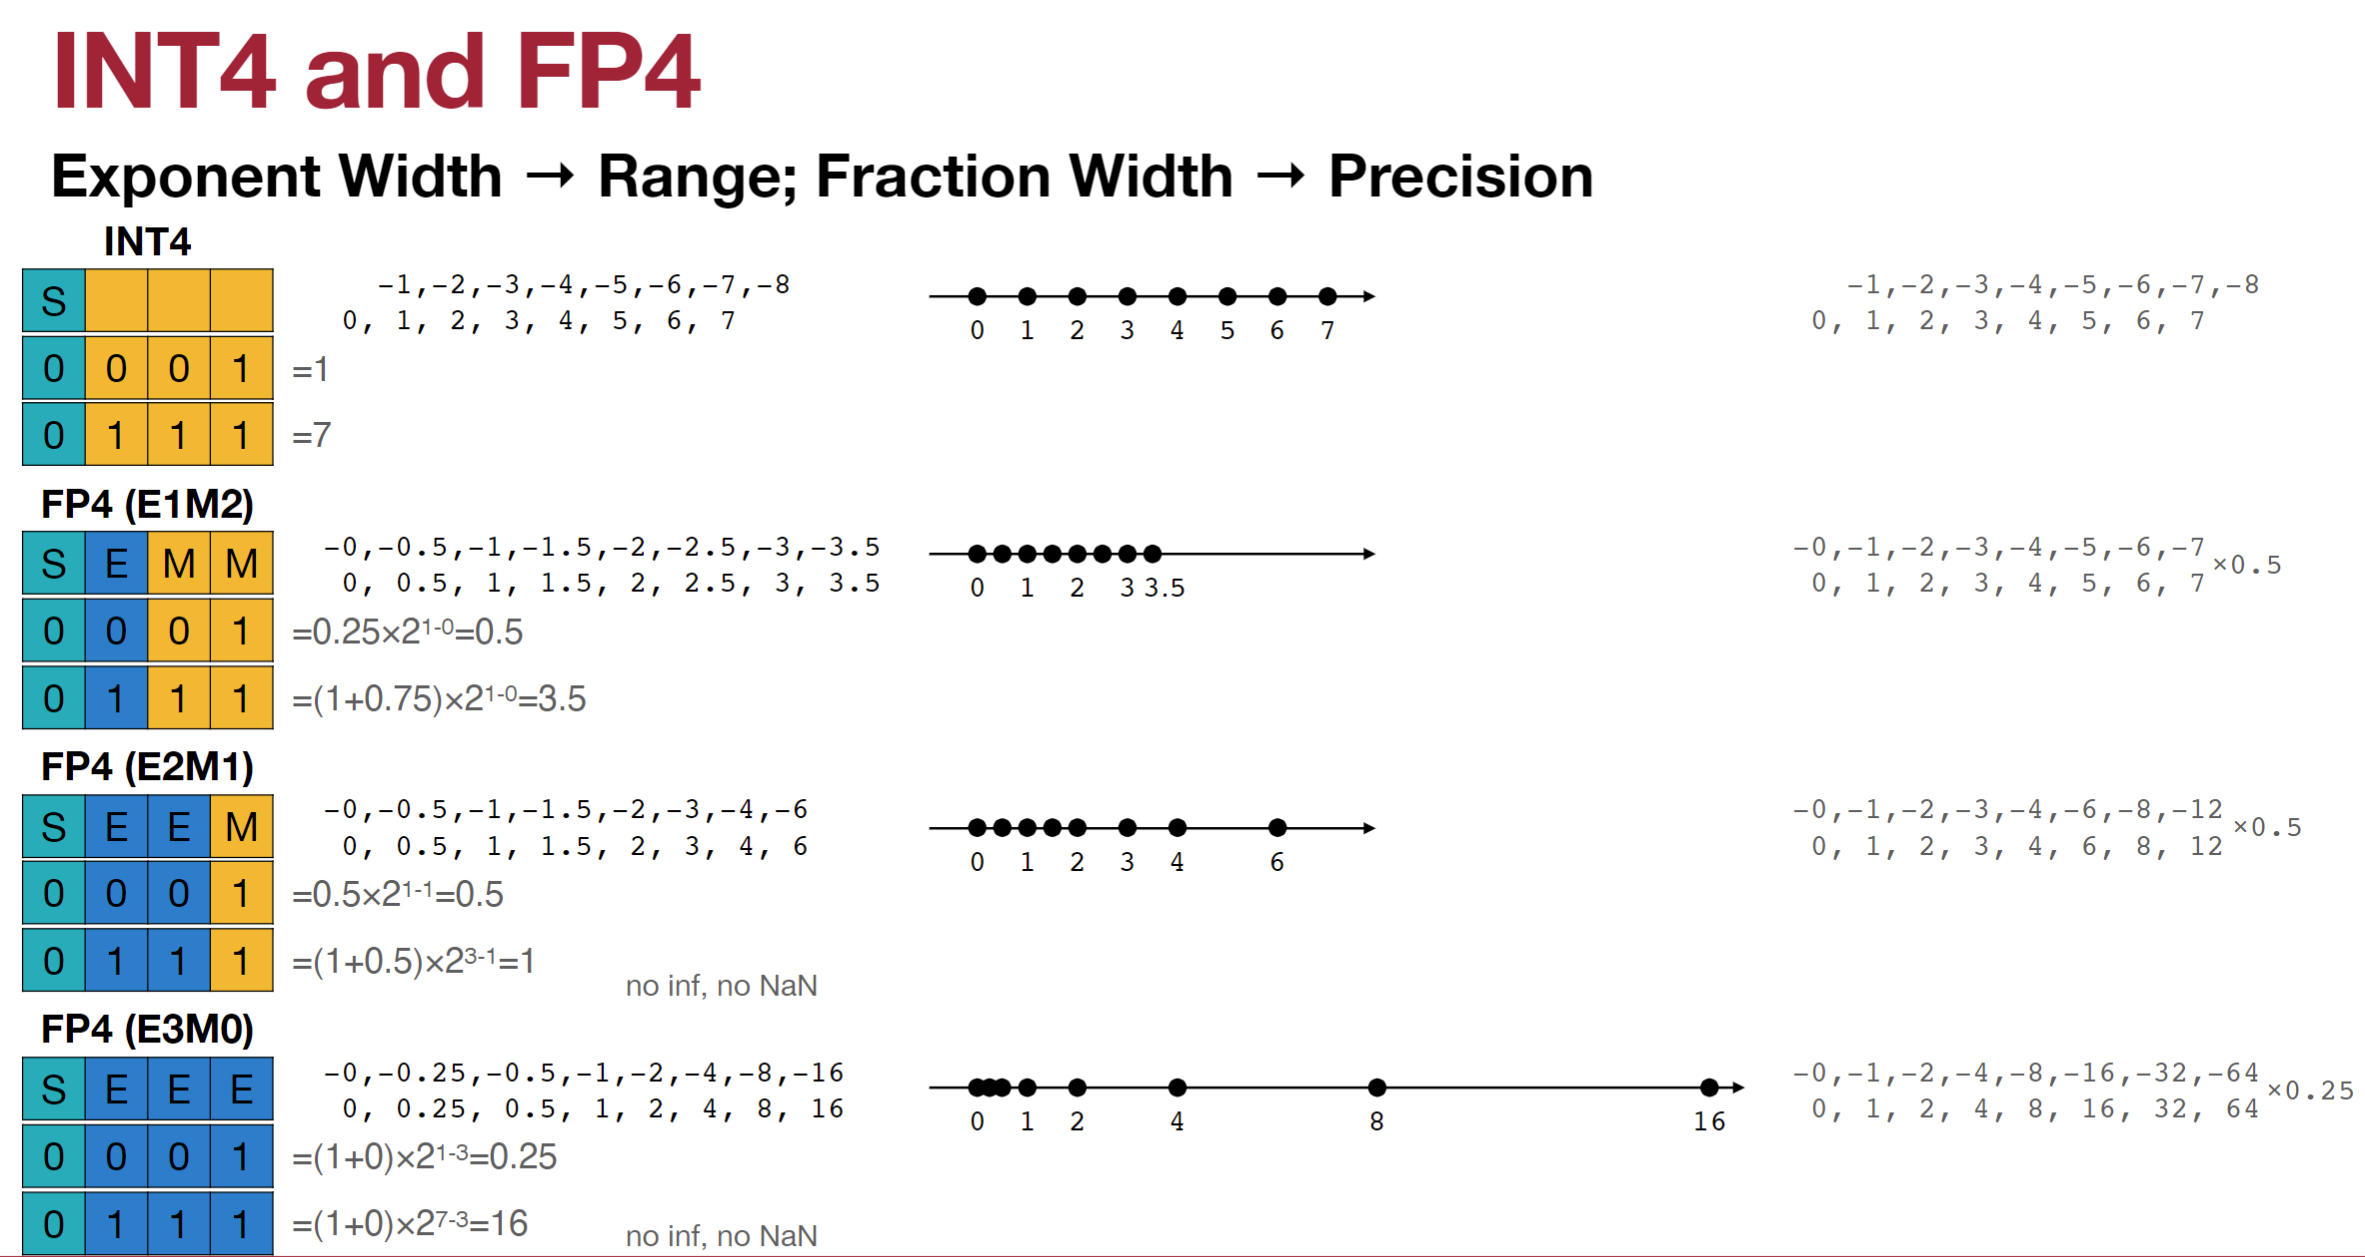 INT4 and FP4
Exponent Width → Range; Fraction Width → Precision
INT4
S
0 0 0 1 =1
0 1 1 1 =7
-1,-2,-3,-4,-5,-6,-7,-8
0, 1, 2, 3, 4, 5, 6, 7
0 1 2 3 4 5 6 7
-1,-2,-3,-4,-5,-6,-7,-8
0, 1, 2, 3, 4, 5, 6, 7
FP4 (E1M2)
S E M M
0 0 0 1 =0.25×2¹⁻⁰=0.5
0 1 1 1 =(1+0.75)×2¹⁻⁰=3.5
-0,-0.5,-1,-1.5,-2,-2.5,-3,-3.5
0, 0.5, 1, 1.5, 2, 2.5, 3, 3.5
0 1 2 3 3.5
-0,-1,-2,-3,-4,-5,-6,-7
0, 1, 2, 3, 4, 5, 6, 7
×0.5
FP4 (E2M1)
S E E M
0 0 0 1 =0.5×2¹⁻¹=0.5
0 1 1 1 =(1+0.5)×2³⁻¹=1
no inf, no NaN
-0,-0.5,-1,-1.5,-2,-3,-4,-6
0, 0.5, 1, 1.5, 2, 3, 4, 6
0 1 2 3 4 6
-0,-1,-2,-3,-4,-6,-8,-12
0, 1, 2, 3, 4, 6, 8, 12
×0.5
FP4 (E3M0)
S E E E
0 0 0 1 =(1+0)×2¹⁻³=0.25
0 1 1 1 =(1+0)×2⁷⁻³=16
no inf, no NaN
-0,-0.25,-0.5,-1,-2,-4,-8,-16
0, 0.25, 0.5, 1, 2, 4, 8, 16
0 1 2 4 8 16
-0,-1,-2,-4,-8,-16,-32,-64
0, 1, 2, 4, 8, 16, 32, 64
×0.25